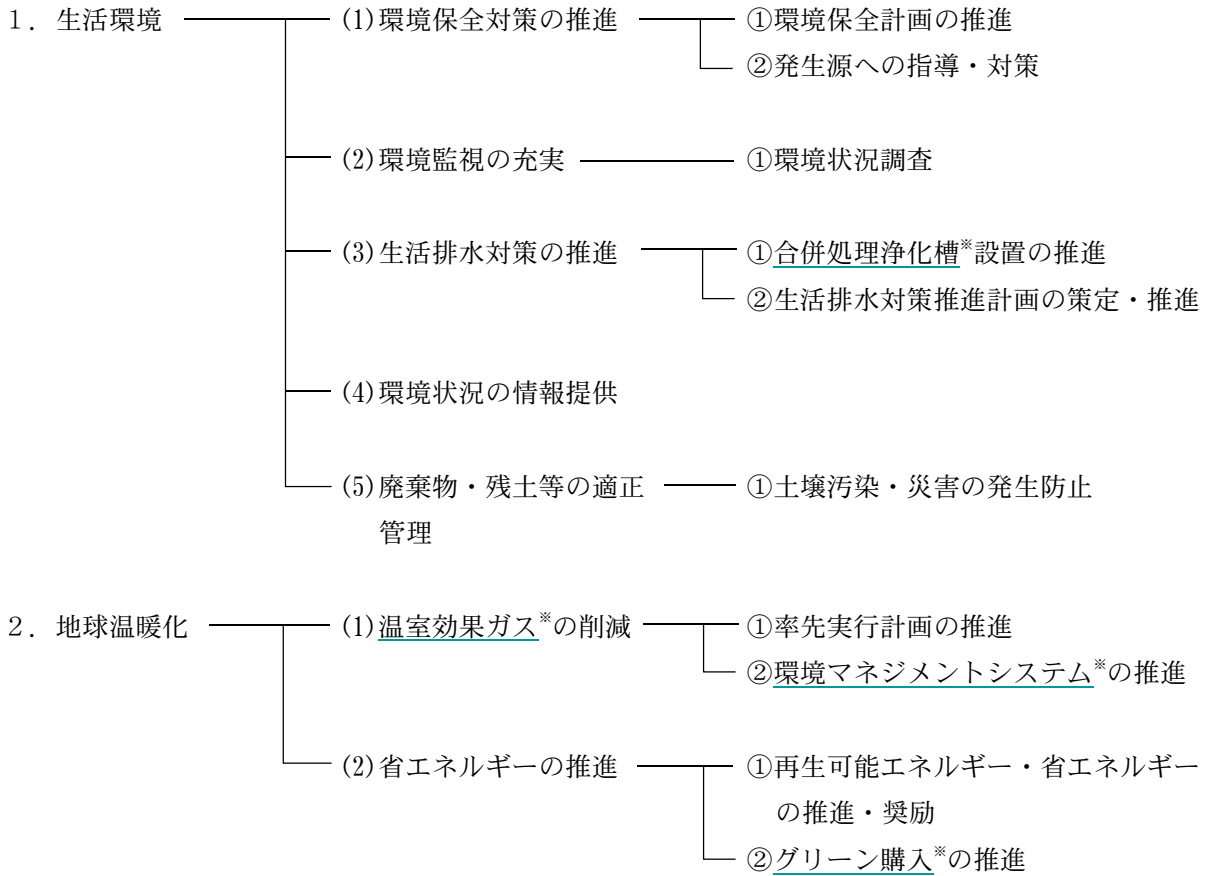 １．生活環境 (1)環境保全対策の推進 ①環境保全計画の推進
②発生源への指導・対策
(2)環境監視の充実 ①環境状況調査
(3)生活排水対策の推進 ①合併処理浄化槽※設置の推進
②生活排水対策推進計画の策定・推進
(4)環境状況の情報提供
(5)廃棄物・残土等の適正 ①土壌汚染・災害の発生防止
管理
２．地球温暖化 (1)温室効果ガス※の削減 ①率先実行計画の推進
②環境マネジメントシステム※の推進
(2)省エネルギーの推進 ①再生可能エネルギー・省エネルギー
の推進・奨励
②グリーン購入※の推進